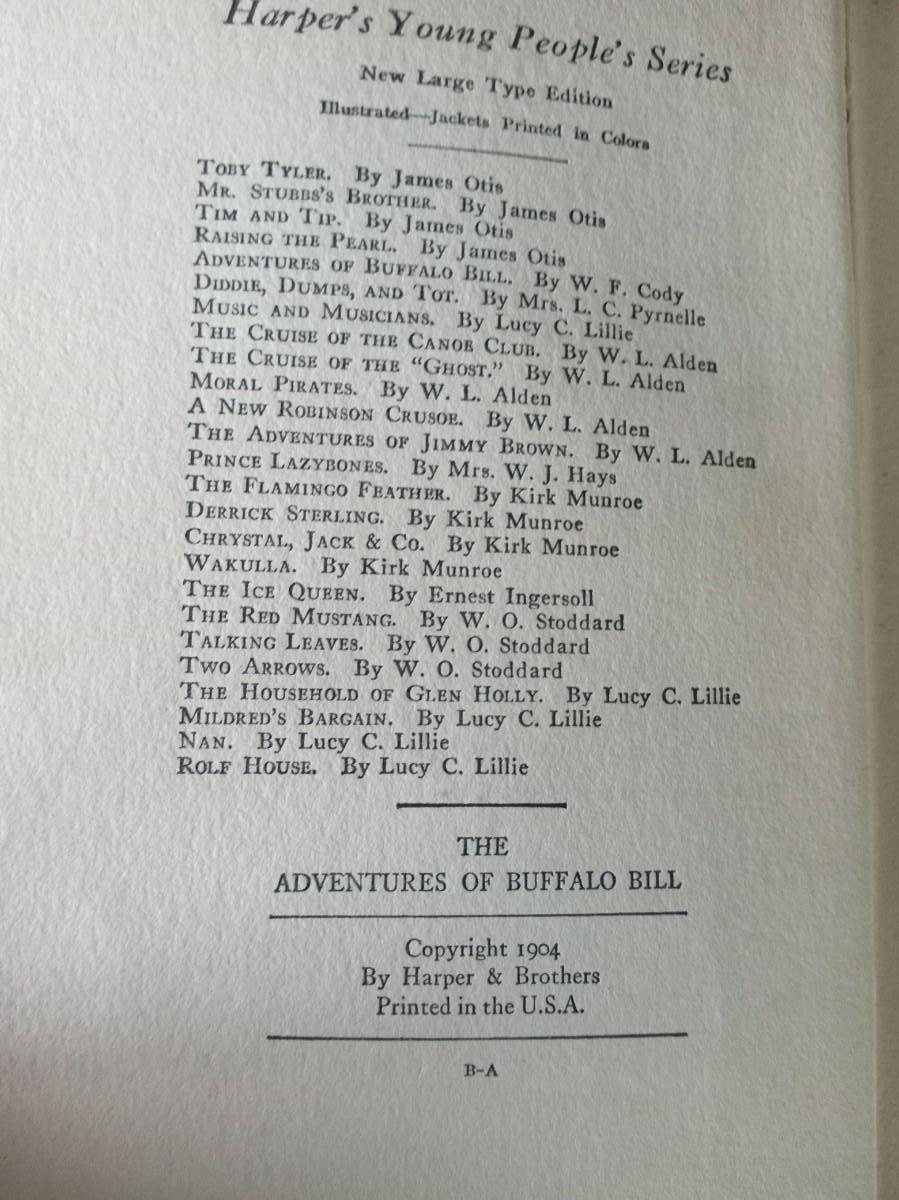 Harper's Young People's Series
New Large Type Edition
Illustrated—Jackets Printed in Colors
Toby Tyler. By James Otis
Mr. Stubbs's Brother. By James Otis
Tim and Tip. By James Otis
Raising the Pearl. By James Otis
Adventures of Buffalo Bill. By W. F. Cody
Diddie, Dumps, and Tot. By Mrs. L. C. Pyrnelle
Music and Musicians. By Lucy C. Lillie
The Cruise of the Canoe Club. By W. L. Alden
The Cruise of the "Ghost." By W. L. Alden
Moral Pirates. By W. L. Alden
A New Robinson Crusoe. By W. L. Alden
The Adventures of Jimmy Brown. By W. L. Alden
Prince Lazybones. By Mrs. W. J. Hays
The Flamingo Feather. By Kirk Munroe
Derrick Sterling. By Kirk Munroe
Chrystal, Jack & Co. By Kirk Munroe
Wakulla. By Kirk Munroe
The Ice Queen. By Ernest Ingersoll
The Red Mustang. By W. O. Stoddard
Talking Leaves. By W. O. Stoddard
Two Arrows. By W. O. Stoddard
The Household of Glen Holly. By Lucy C. Lillie
Mildred's Bargain. By Lucy C. Lillie
Nan. By Lucy C. Lillie
Rolf House. By Lucy C. Lillie
THE
ADVENTURES OF BUFFALO BILL
Copyright 1904
By Harper & Brothers
Printed in the U.S.A.
B-A